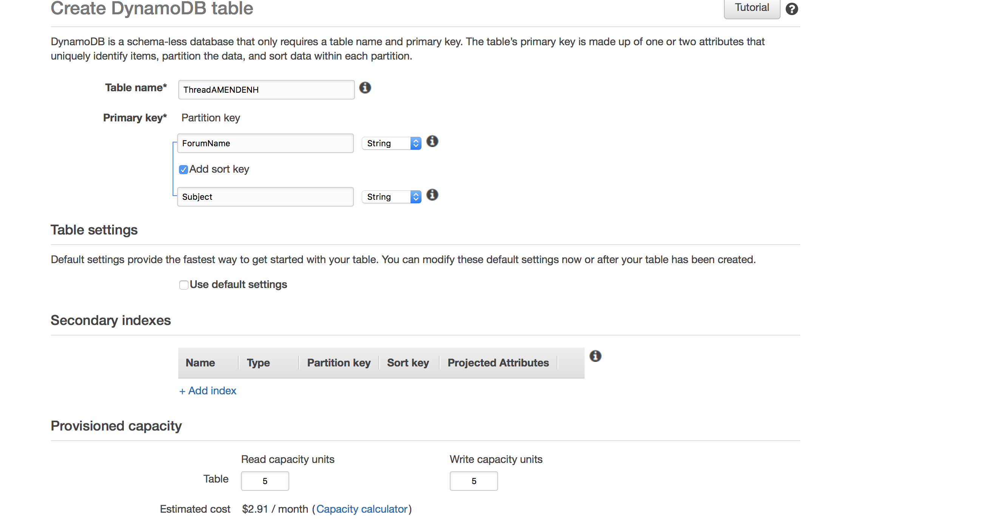 Create DynamoDB table
Tutorial
DynamoDB is a schema-less database that only requires a table name and primary key. The table’s primary key is made up of one or two attributes that
uniquely identify items, partition the data, and sort data within each partition.
Table name* ThreadAMENDENH
Primary key* Partition key
ForumName String
Add sort key
Subject String
Table settings
Default settings provide the fastest way to get started with your table. You can modify these default settings now or after your table has been created.
Use default settings
Secondary indexes
Name Type Partition key Sort key Projected Attributes
+ Add index
Provisioned capacity
Read capacity units Write capacity units
Table 5 5
Estimated cost $2.91 / month (Capacity calculator)